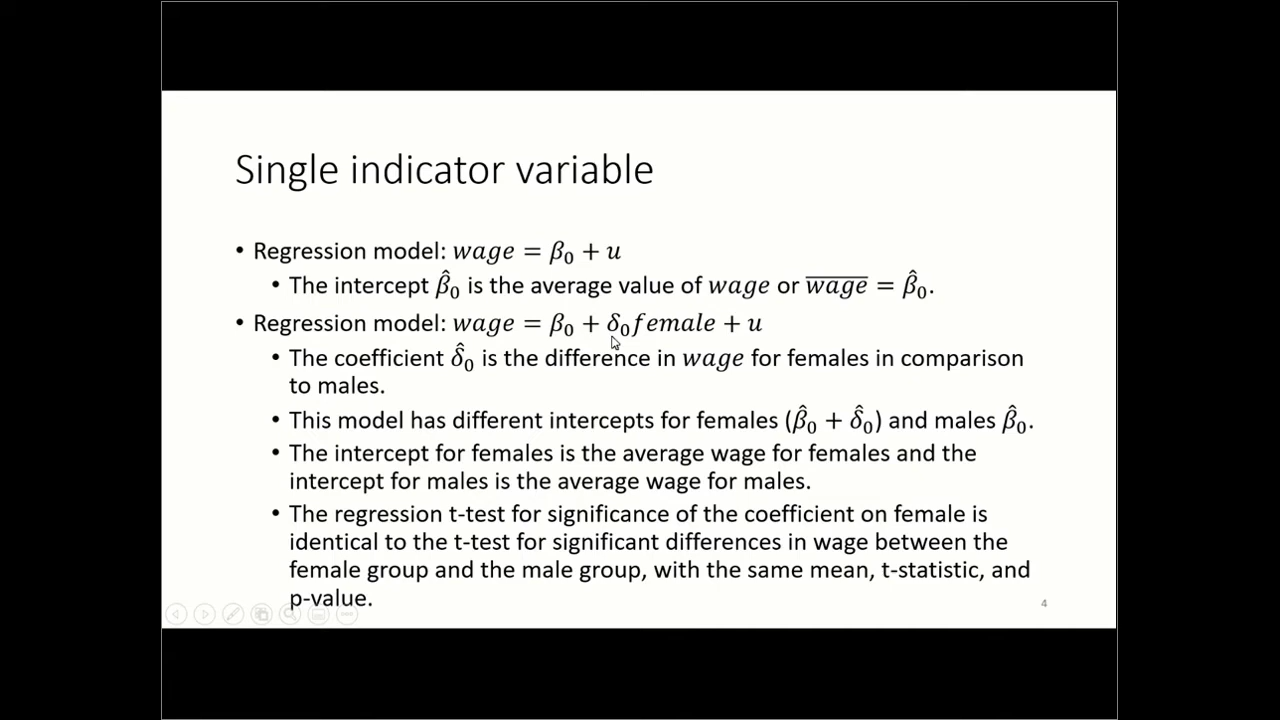 Single indicator variable
• Regression model: wage = β₀ + u
• The intercept β̂₀ is the average value of wage or w̅a̅g̅e̅ = β̂₀.
• Regression model: wage = β₀ + δ₀female + u
• The coefficient δ̂₀ is the difference in wage for females in comparison
to males.
• This model has different intercepts for females (β̂₀ + δ̂₀) and males β̂₀.
• The intercept for females is the average wage for females and the
intercept for males is the average wage for males.
• The regression t-test for significance of the coefficient on female is
identical to the t-test for significant differences in wage between the
female group and the male group, with the same mean, t-statistic, and
p-value.
4